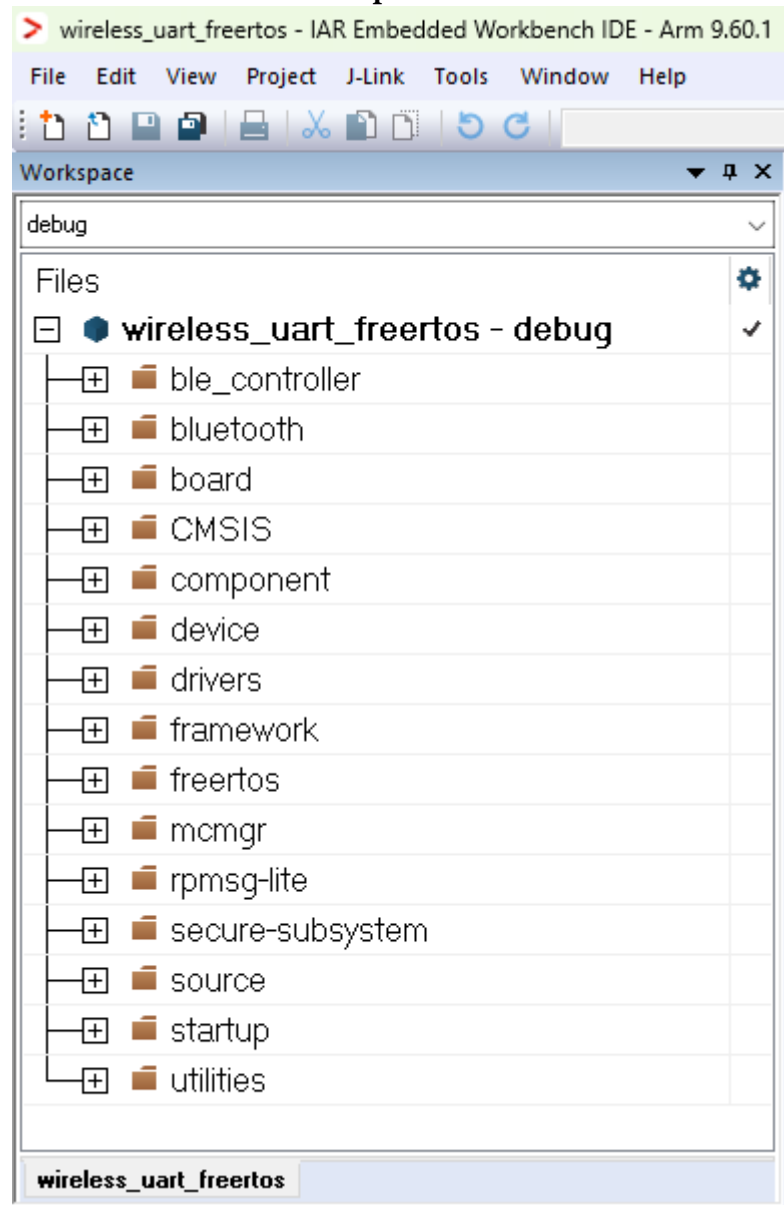 wireless_uart_freertos - IAR Embedded Workbench IDE - Arm 9.60.1
File Edit View Project J-Link Tools Window Help
Workspace
debug
Files
wireless_uart_freertos - debug
ble_controller
bluetooth
board
CMSIS
component
device
drivers
framework
freertos
mcmgr
rpmsg-lite
secure-subsystem
source
startup
utilities
wireless_uart_freertos